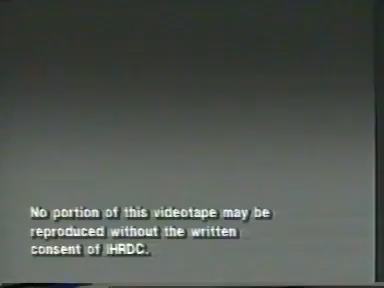 No portion of this videotape may be
reproduced without the written
consent of IHRDC.